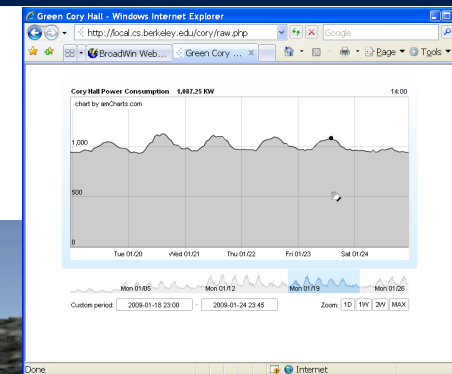 Green Cory Hall - Windows Internet Explorer
http://local.cs.berkeley.edu/cory/raw.php
Google
BroadWin Web...
Green Cory ...
Page
Tools
Cory Hall Power Consumption 1,087.25 KW 14:00
chart by amCharts.com
1,000
500
0
Tue 01/20 Wed 01/21 Thu 01/22 Fri 01/23 Sat 01/24
Mon 01/05 Mon 01/12 Mon 01/19 Mon 01/26
Custom period: 2009-01-18 23:00 - 2009-01-24 23:45 Zoom: 1D 1W 2W MAX
Done Internet